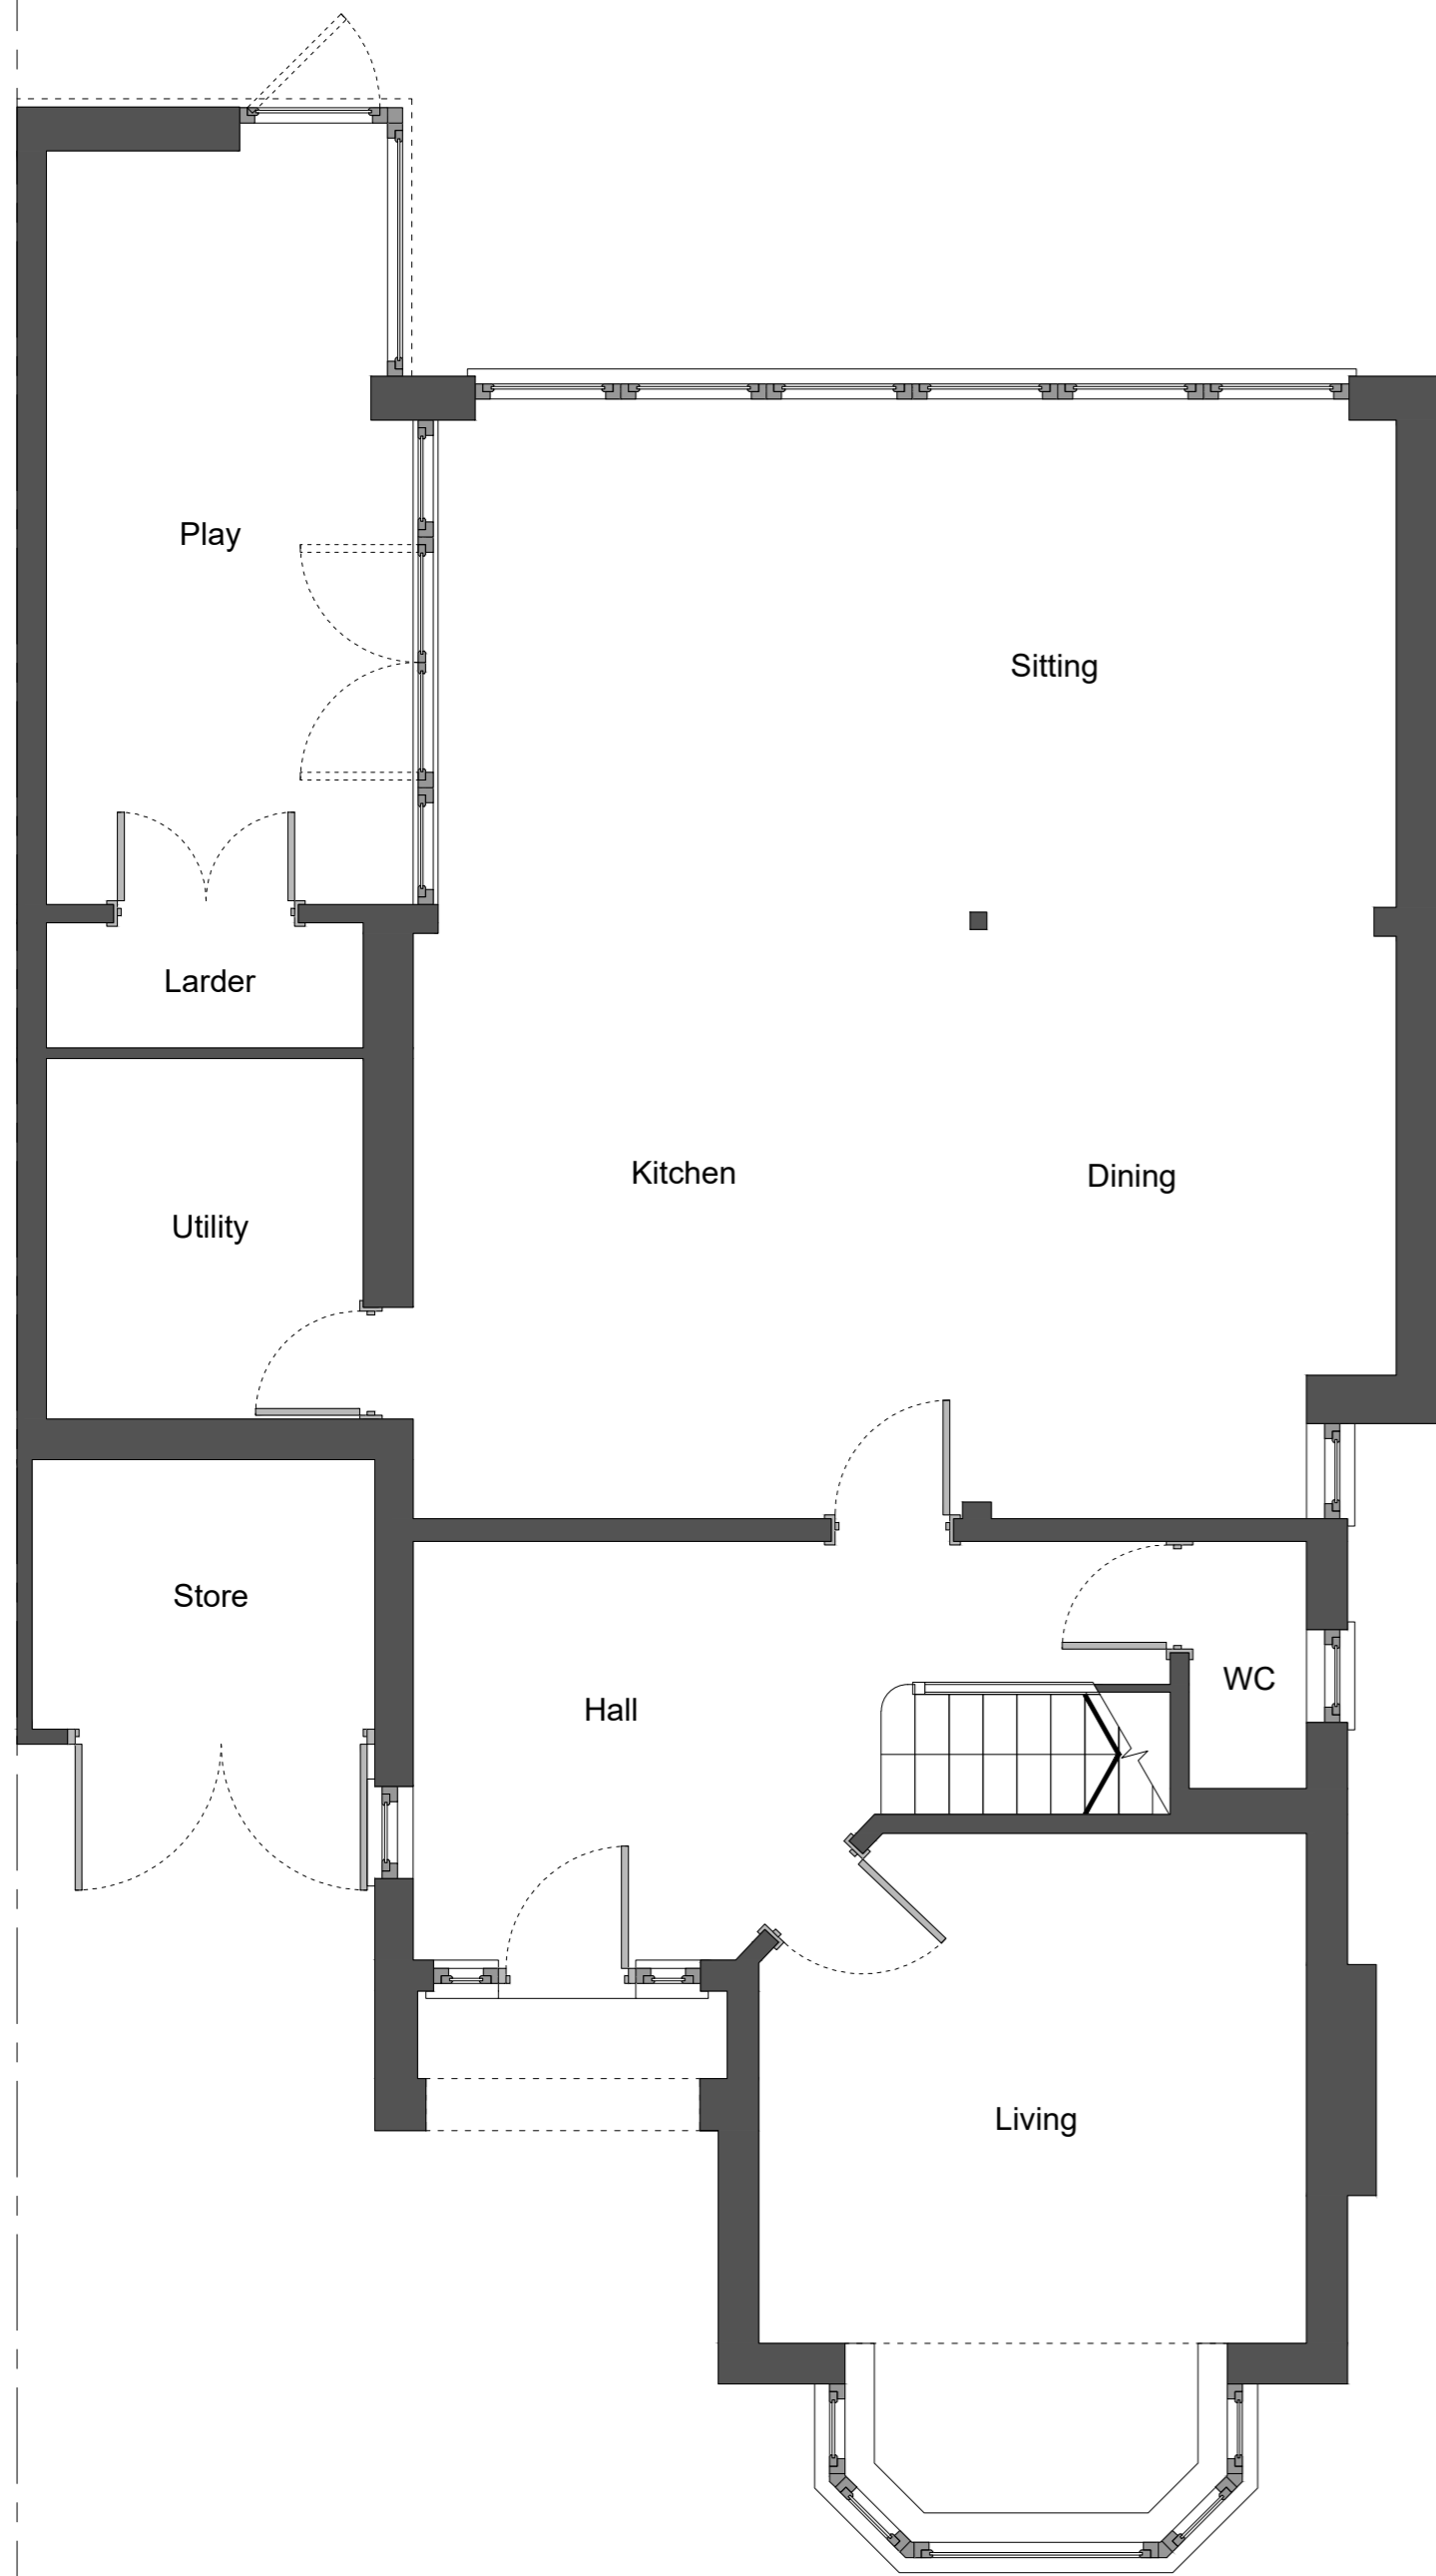 Play
Sitting
Larder
Kitchen
Dining
Utility
Store
WC
Hall
Living